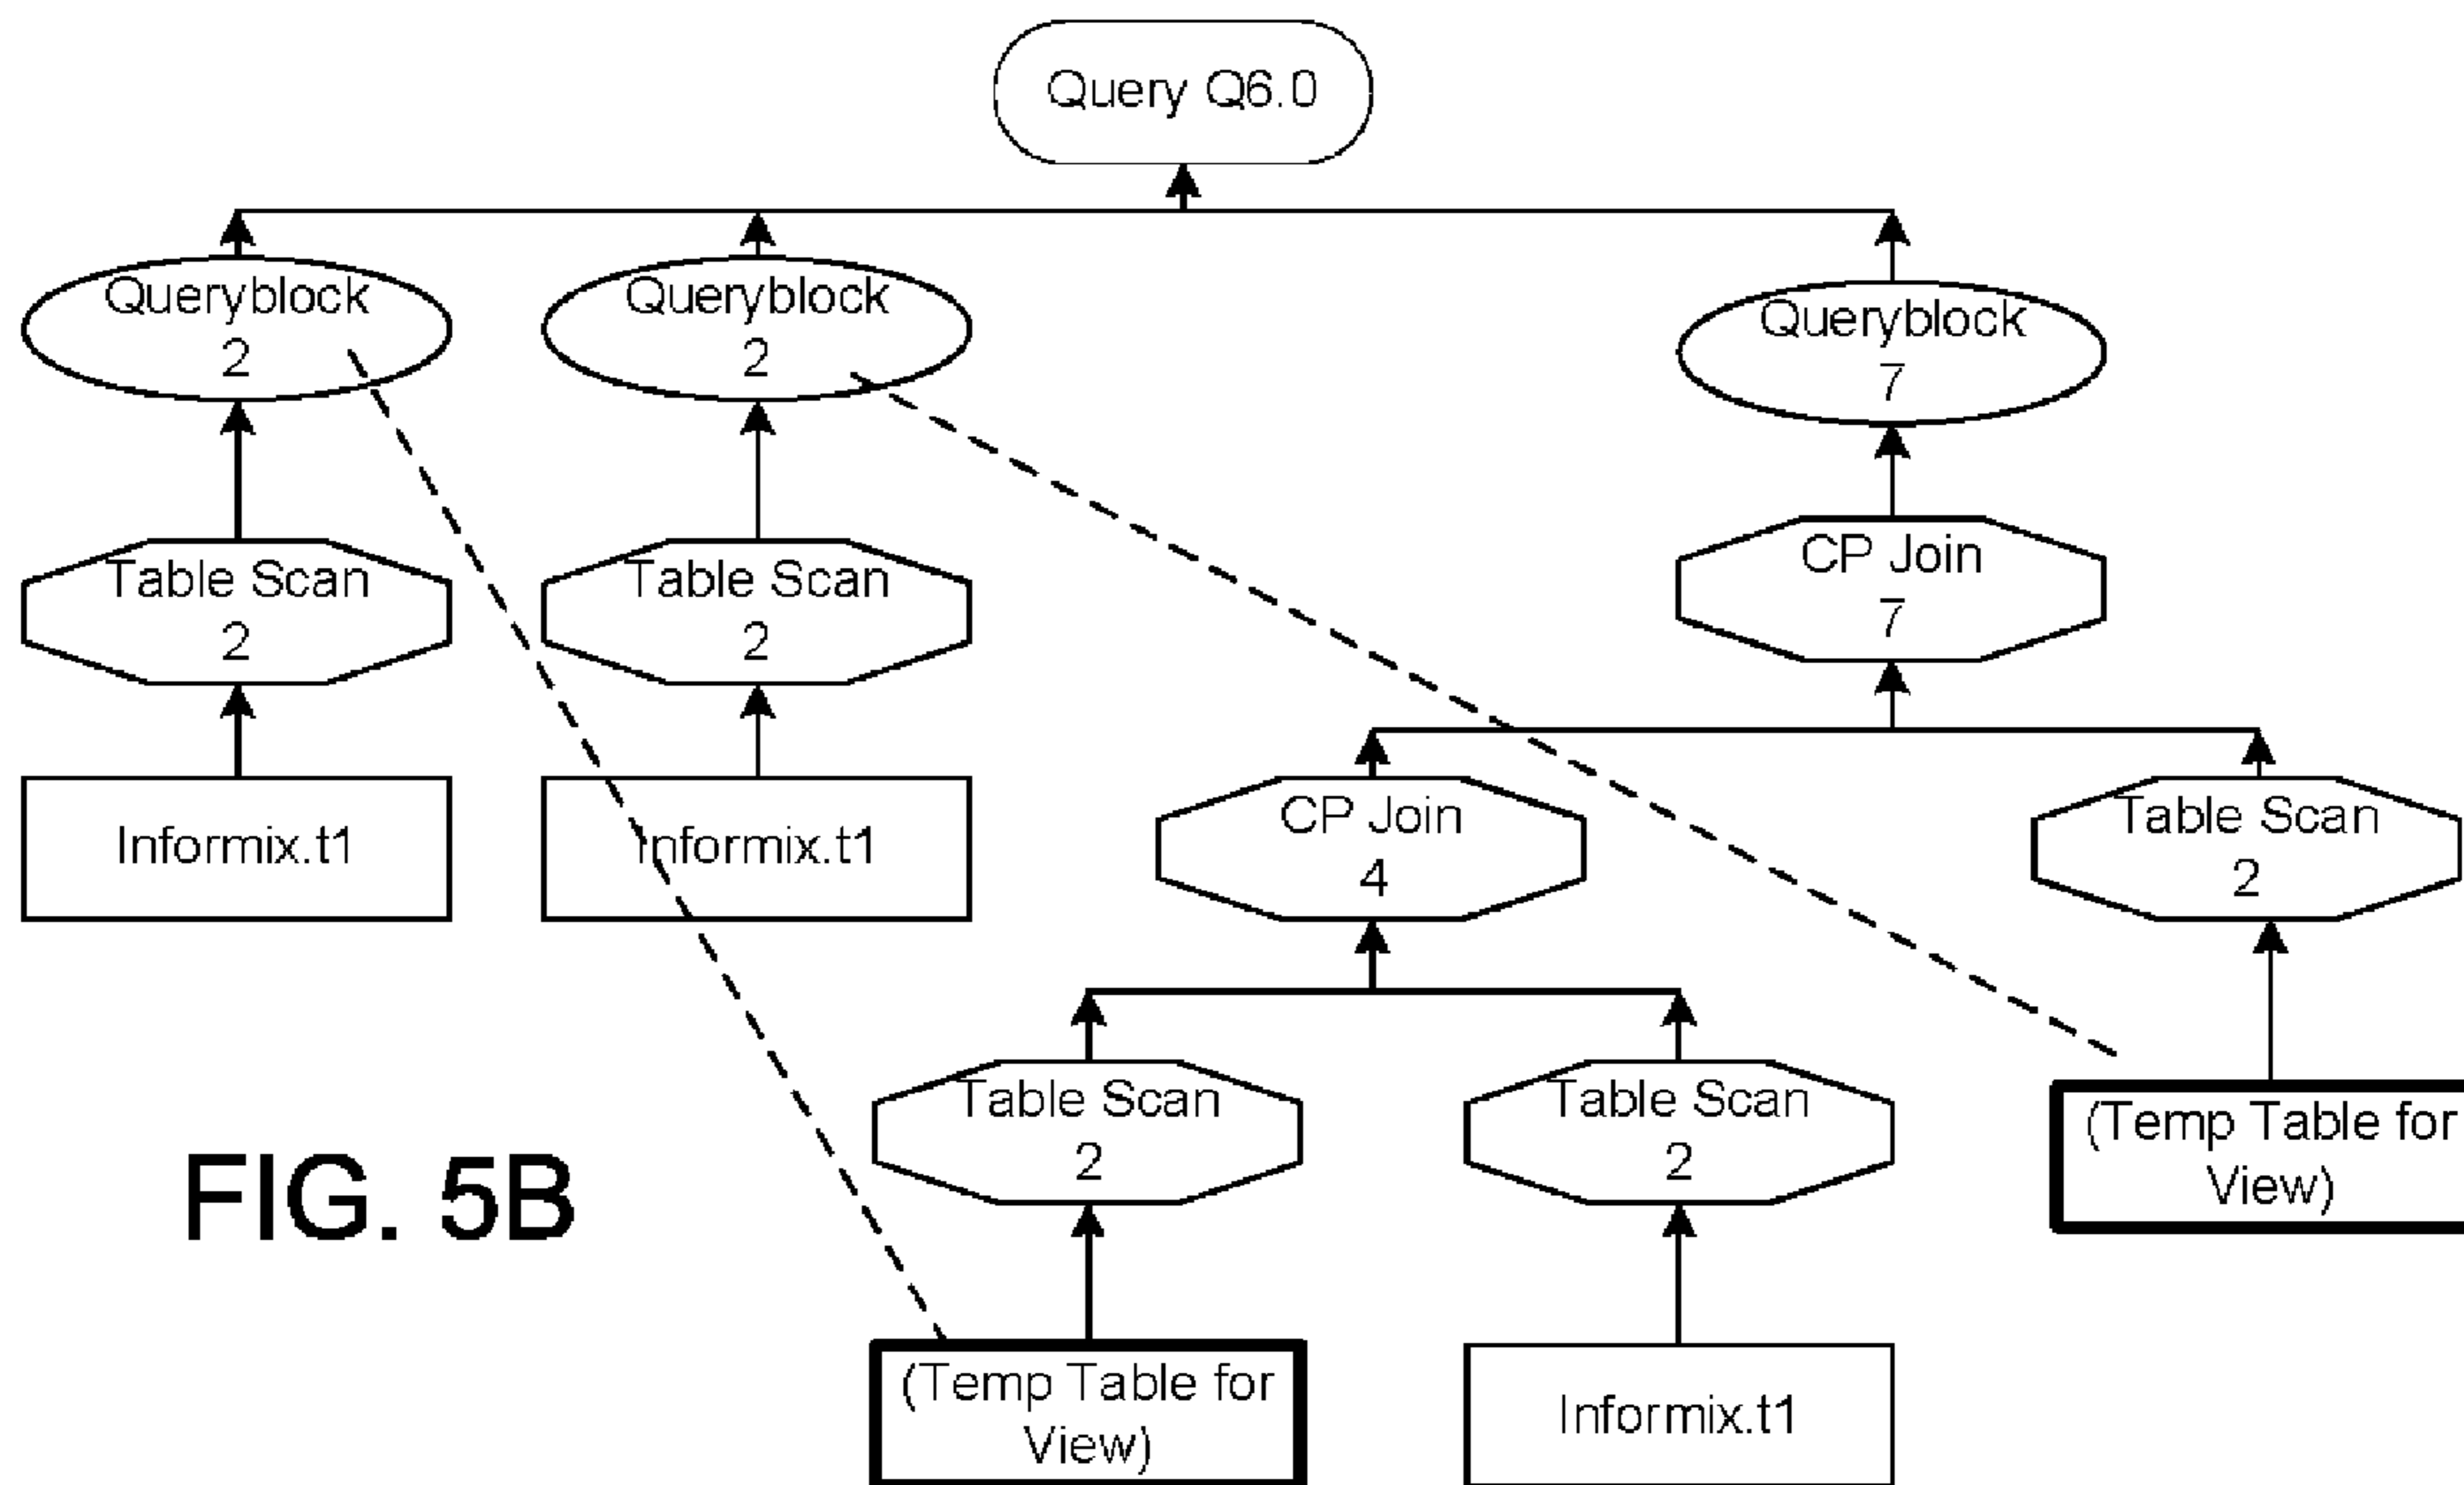 Query Q6.0
Queryblock
2
Queryblock
2
Queryblock
7
Table Scan
2
Table Scan
2
CP Join
7
Informix.t1
Informix.t1
CP Join
4
Table Scan
2
Table Scan
2
Table Scan
2
(Temp Table for
View)
(Temp Table for
View)
Informix.t1
FIG. 5B